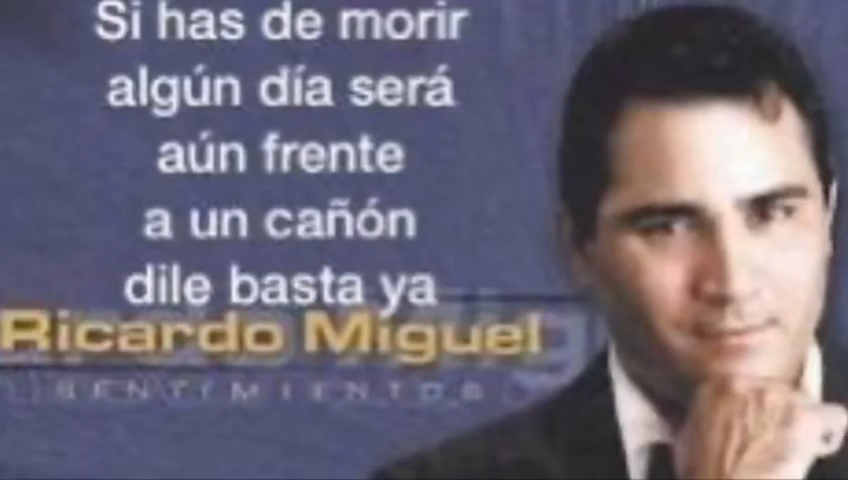 Si has de morir
algún día será
aún frente
a un cañón
dile basta ya
Ricardo Miguel
SENTIMIENTOS